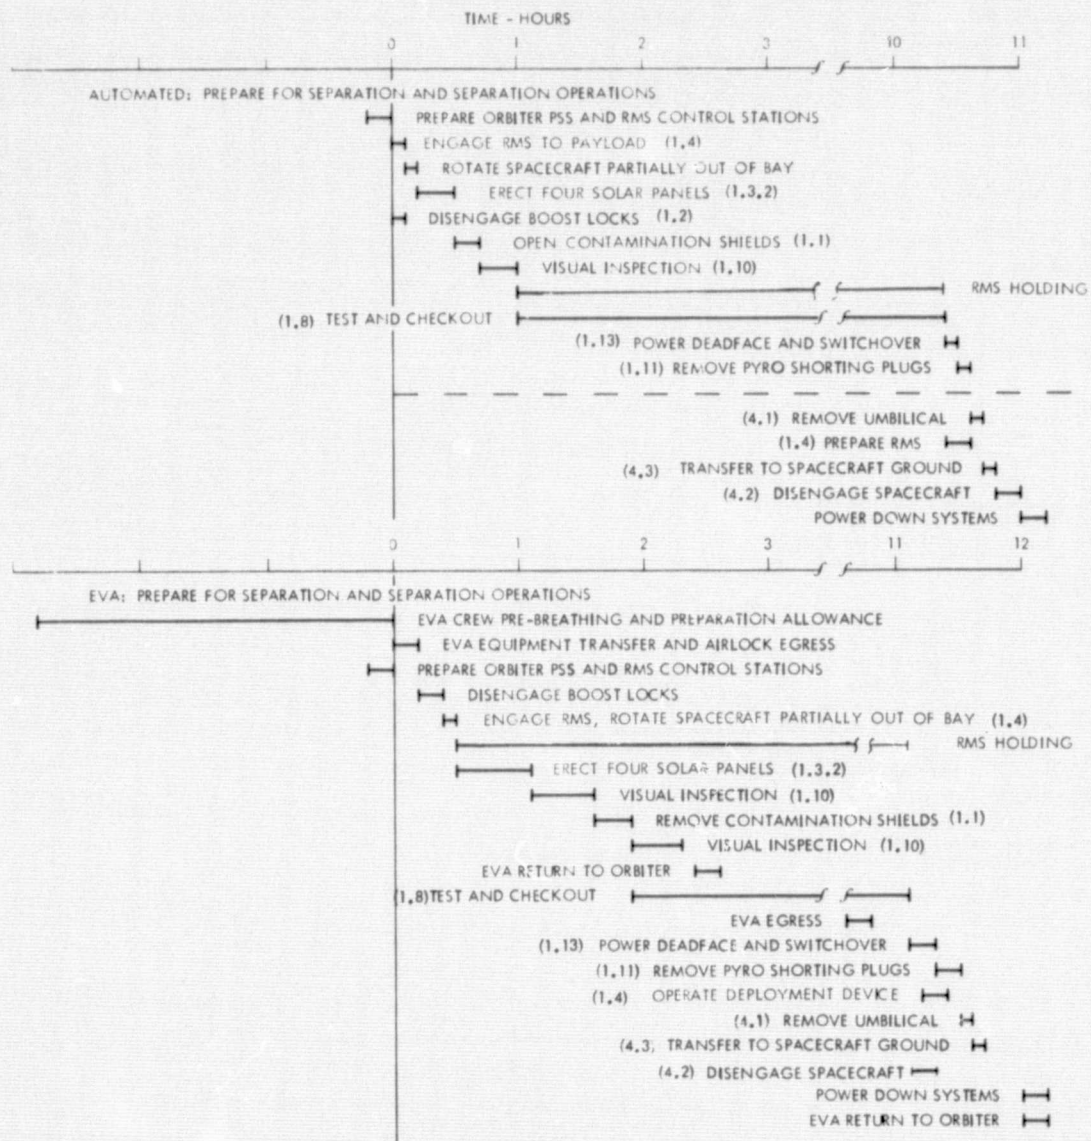 TIME - HOURS
0 1 2 3 10 11
AUTOMATED: PREPARE FOR SEPARATION AND SEPARATION OPERATIONS
PREPARE ORBITER PSS AND RMS CONTROL STATIONS
ENGAGE RMS TO PAYLOAD (1,4)
ROTATE SPACECRAFT PARTIALLY OUT OF BAY
ERECT FOUR SOLAR PANELS (1.3.2)
DISENGAGE BOOST LOCKS (1.2)
OPEN CONTAMINATION SHIELDS (1.1)
VISUAL INSPECTION (1.10)
RMS HOLDING
(1.8) TEST AND CHECKOUT
(1.13) POWER DEADFACE AND SWITCHOVER
(1.11) REMOVE PYRO SHORTING PLUGS
(4.1) REMOVE UMBILICAL
(1.4) PREPARE RMS
(4.3) TRANSFER TO SPACECRAFT GROUND
(4.2) DISENGAGE SPACECRAFT
POWER DOWN SYSTEMS
0 1 2 3 11 12
EVA: PREPARE FOR SEPARATION AND SEPARATION OPERATIONS
EVA CREW PRE-BREATHING AND PREPARATION ALLOWANCE
EVA EQUIPMENT TRANSFER AND AIRLOCK EGRESS
PREPARE ORBITER PSS AND RMS CONTROL STATIONS
DISENGAGE BOOST LOCKS
ENGAGE RMS, ROTATE SPACECRAFT PARTIALLY OUT OF BAY (1.4)
RMS HOLDING
ERECT FOUR SOLAR PANELS (1.3.2)
VISUAL INSPECTION (1.10)
REMOVE CONTAMINATION SHIELDS (1.1)
VISUAL INSPECTION (1.10)
EVA RETURN TO ORBITER
(1.8)TEST AND CHECKOUT
EVA EGRESS
(1.13) POWER DEADFACE AND SWITCHOVER
(1.11) REMOVE PYRO SHORTING PLUGS
(1.4) OPERATE DEPLOYMENT DEVICE
(4.1) REMOVE UMBILICAL
(4.3) TRANSFER TO SPACECRAFT GROUND
(4.2) DISENGAGE SPACECRAFT
POWER DOWN SYSTEMS
EVA RETURN TO ORBITER